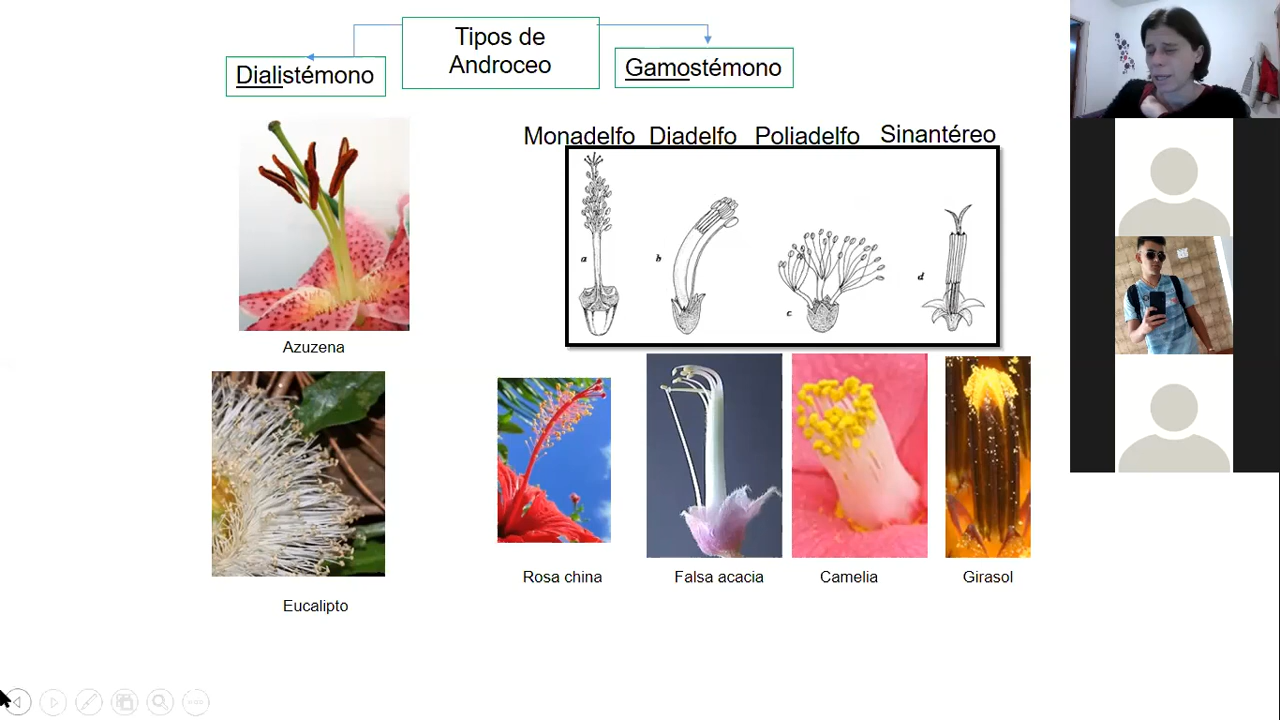 Tipos de
Androceo
Dialistémono
Gamostémono
Monadelfo Diadelfo Poliadelfo Sinantéreo
a
b
c
d
Azuzena
Rosa china Falsa acacia Camelia Girasol
Eucalipto